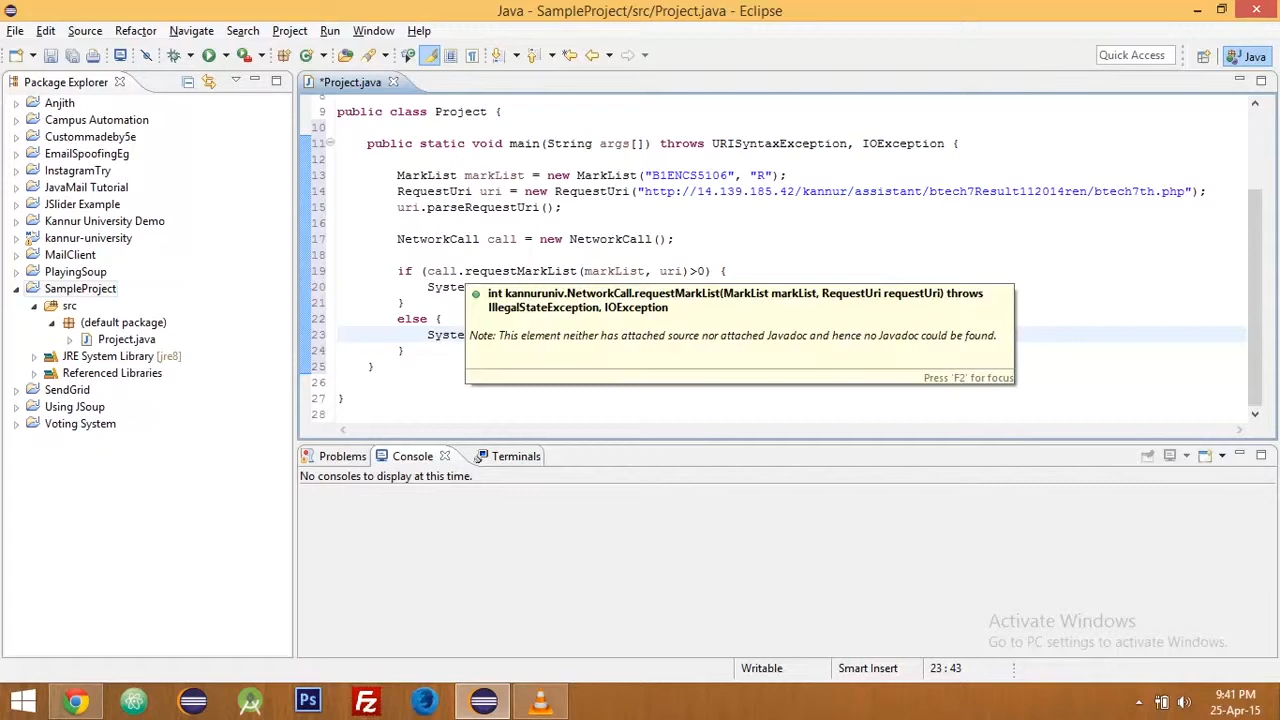 Java - SampleProject/src/Project.java - Eclipse
File Edit Source Refactor Navigate Search Project Run Window Help
Quick Access
Java
Package Explorer
*Project.java
Anjith
Campus Automation
Custommadeby5e
EmailSpoofingEg
InstagramTry
JavaMail Tutorial
JSlider Example
Kannur University Demo
kannur-university
MailClient
PlayingSoup
SampleProject
src
(default package)
Project.java
JRE System Library [jre8]
Referenced Libraries
SendGrid
Using JSoup
Voting System
8
9 public class Project {
10
11 public static void main(String args[]) throws URISyntaxException, IOException {
12
13 MarkList markList = new MarkList("B1ENCS5106", "R");
14 RequestUri uri = new RequestUri("http://14.139.185.42/kannur/assistant/btech7Result112014ren/btech7th.php");
15 uri.parseRequestUri();
16
17 NetworkCall call = new NetworkCall();
18
19 if (call.requestMarkList(markList, uri)>0) {
20 Syste
21 }
22 else {
23 Syste
24 }
25 }
26
27 }
28
int kannuruniv.NetworkCall.requestMarkList(MarkList markList, RequestUri requestUri) throws
IllegalStateException, IOException
Note: This element neither has attached source nor attached Javadoc and hence no Javadoc could be found.
Press 'F2' for focus
Problems Console Terminals
No consoles to display at this time.
Activate Windows
Go to PC settings to activate Windows.
Writable Smart Insert 23 : 43
Ps
Fz
9:41 PM
25-Apr-15